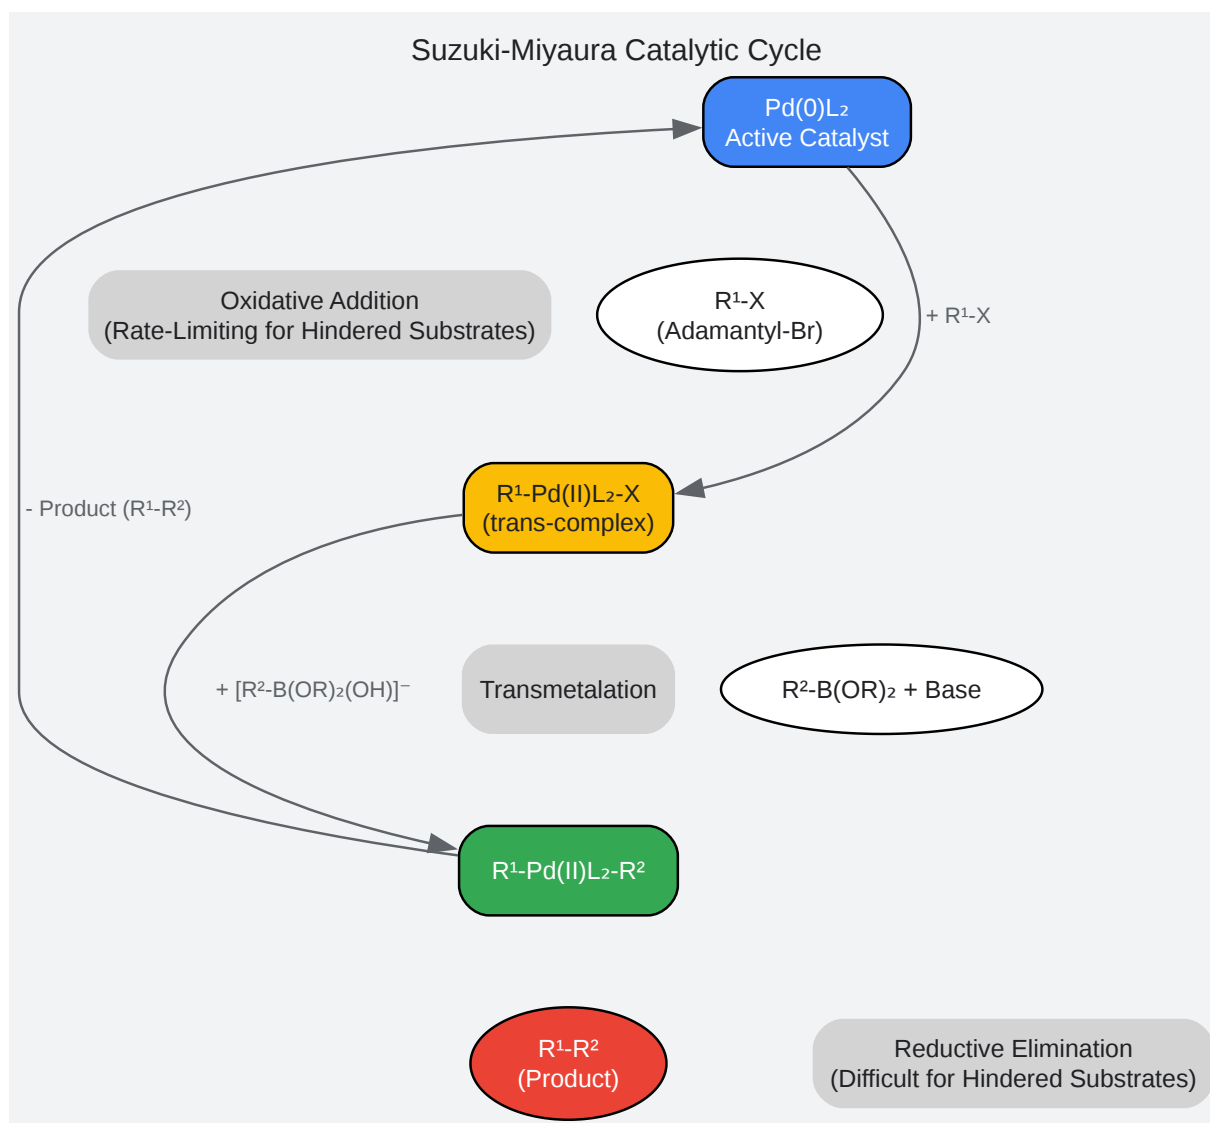 Suzuki-Miyaura Catalytic Cycle
Pd(0)L₂
Active Catalyst
Oxidative Addition
(Rate-Limiting for Hindered Substrates)
R¹-X
(Adamantyl-Br)
+ R¹-X
R¹-Pd(II)L₂-X
(trans-complex)
- Product (R¹-R²)
+ [R²-B(OR)₂(OH)]⁻
Transmetalation
R²-B(OR)₂ + Base
R¹-Pd(II)L₂-R²
R¹-R²
(Product)
Reductive Elimination
(Difficult for Hindered Substrates)